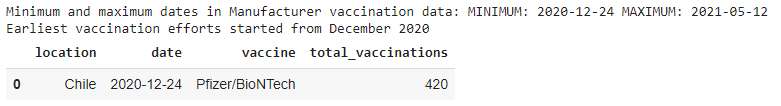 Minimum and maximum dates in Manufacturer vaccination data: MINIMUM: 2020-12-24 MAXIMUM: 2021-05-12
Earliest vaccination efforts started from December 2020
location date vaccine total_vaccinations
0 Chile 2020-12-24 Pfizer/BioNTech 420